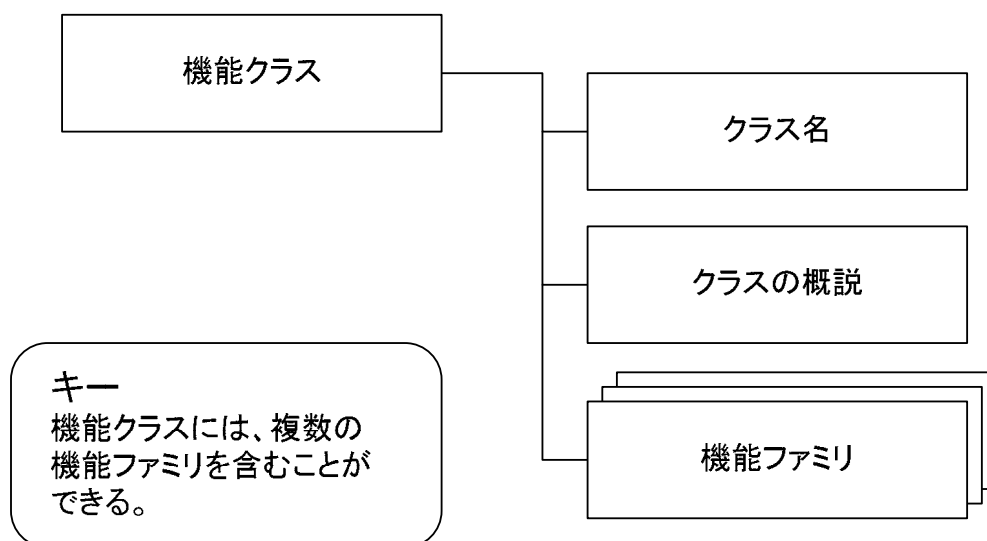 機能クラス
クラス名
クラスの概説
機能ファミリ
キー
機能クラスには、複数の
機能ファミリを含むことが
できる。